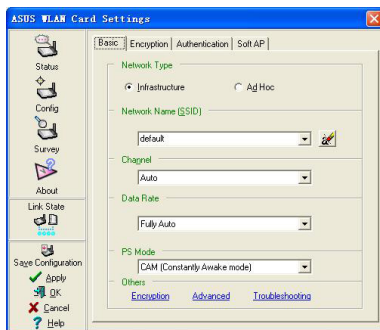 ASUS WLAN Card Settings
Status
Config
Survey
About
Link State
Save Configuration
Apply
OK
Cancel
Help
Basic Encryption Authentication Soft AP
Network Type
Infrastructure Ad Hoc
Network Name (SSID)
default
Channel
Auto
Data Rate
Fully Auto
PS Mode
CAM (Constantly Awake mode)
Others
Encryption Advanced Troubleshooting